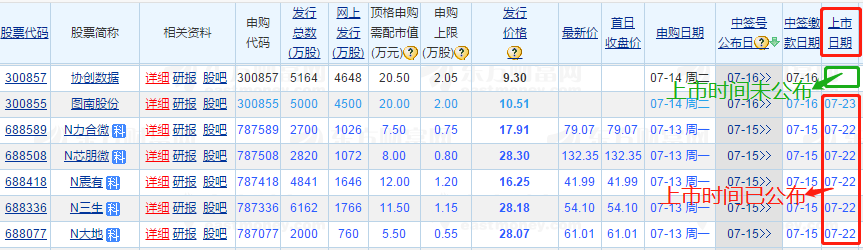 股票代码 股票简称 相关资料 申购代码 发行总数(万股) 网上发行(万股) 顶格申购需配市值(万元) 申购上限(万股) 发行价格 最新价 首日收盘价 申购日期 中签号公布日 中签缴款日期 上市日期
300857 协创数据 详细 研报 股吧 300857 5164 4648 20.50 2.05 9.30 07-14 周二 07-16>> 07-16
上市时间未公布
300855 图南股份 详细 研报 股吧 300855 5000 4500 20.00 2.00 10.51 07-14 周二 07-16>> 07-16 07-23
688589 N力合微 科 详细 研报 股吧 787589 2700 1026 7.50 0.75 17.91 79.07 79.07 07-13 周一 07-15>> 07-15 07-22
688508 N芯朋微 科 详细 研报 股吧 787508 2820 1072 8.00 0.80 28.30 132.35 132.35 07-13 周一 07-15>> 07-15 07-22
688418 N震有 科 详细 研报 股吧 787418 4841 1646 12.00 1.20 16.25 41.99 41.99 07-13 周一 07-15>> 07-15 07-22
上市时间已公布
688336 N三生 科 详细 研报 股吧 787336 6162 1766 11.50 1.15 28.18 54.10 54.10 07-13 周一 07-15>> 07-15 07-22
688077 N大地 科 详细 研报 股吧 787077 2000 760 5.50 0.55 28.07 61.01 61.01 07-13 周一 07-15>> 07-15 07-22